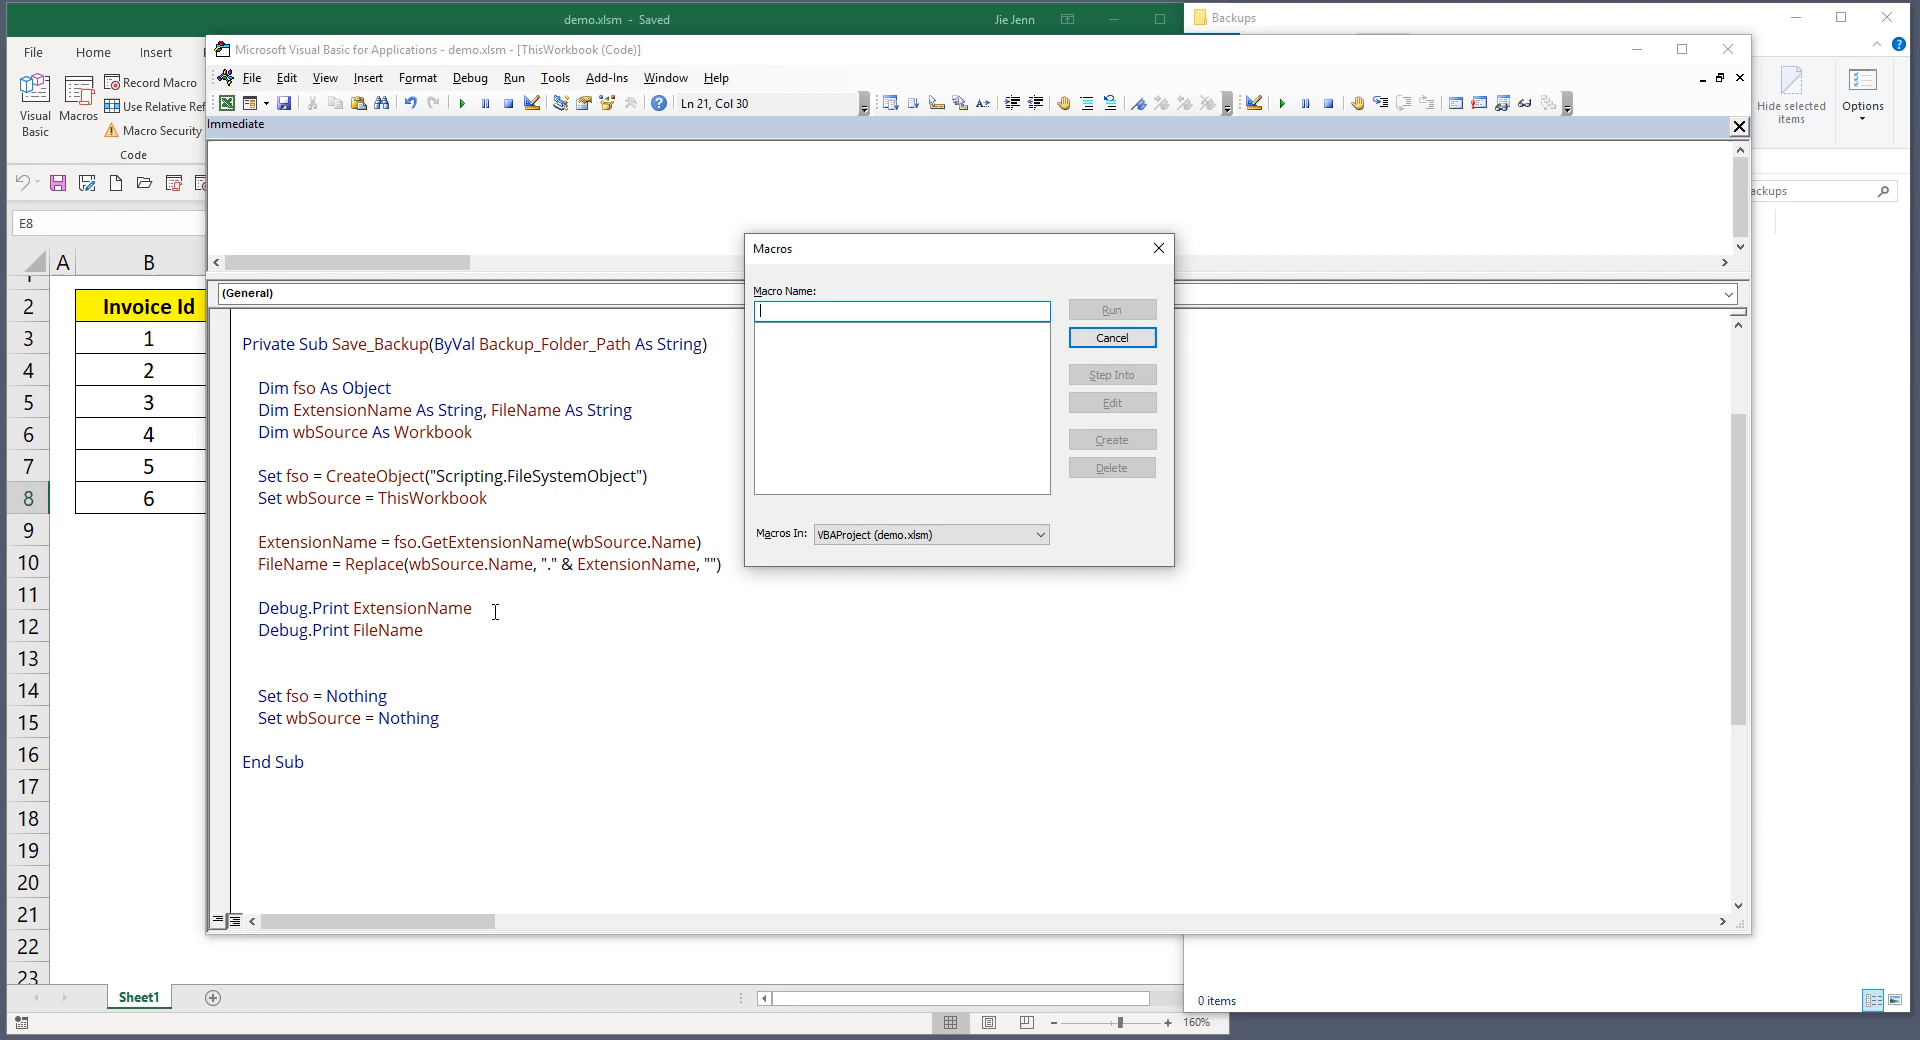 demo.xlsm - Saved
Jie Jenn
Backups
File
Home
Insert
Microsoft Visual Basic for Applications - demo.xlsm - [ThisWorkbook (Code)]
File Edit View Insert Format Debug Run Tools Add-Ins Window Help
Visual Basic
Macros
Record Macro
Use Relative Ref
Macro Security
Code
Ln 21, Col 30
Hide selected items
Options
Immediate
ackups
E8
A
B
(General)
Macros
Macro Name:
Run
Cancel
Step Into
Edit
Create
Delete
Macros In:
VBAProject (demo.xlsm)
1
2 Invoice Id
3 1
4 2
5 3
6 4
7 5
8 6
9
10
11
12
13
14
15
16
17
18
19
20
21
22
23
Private Sub Save_Backup(ByVal Backup_Folder_Path As String)
Dim fso As Object
Dim ExtensionName As String, FileName As String
Dim wbSource As Workbook
Set fso = CreateObject("Scripting.FileSystemObject")
Set wbSource = ThisWorkbook
ExtensionName = fso.GetExtensionName(wbSource.Name)
FileName = Replace(wbSource.Name, "." & ExtensionName, "")
Debug.Print ExtensionName
Debug.Print FileName
Set fso = Nothing
Set wbSource = Nothing
End Sub
Sheet1
0 items
160%